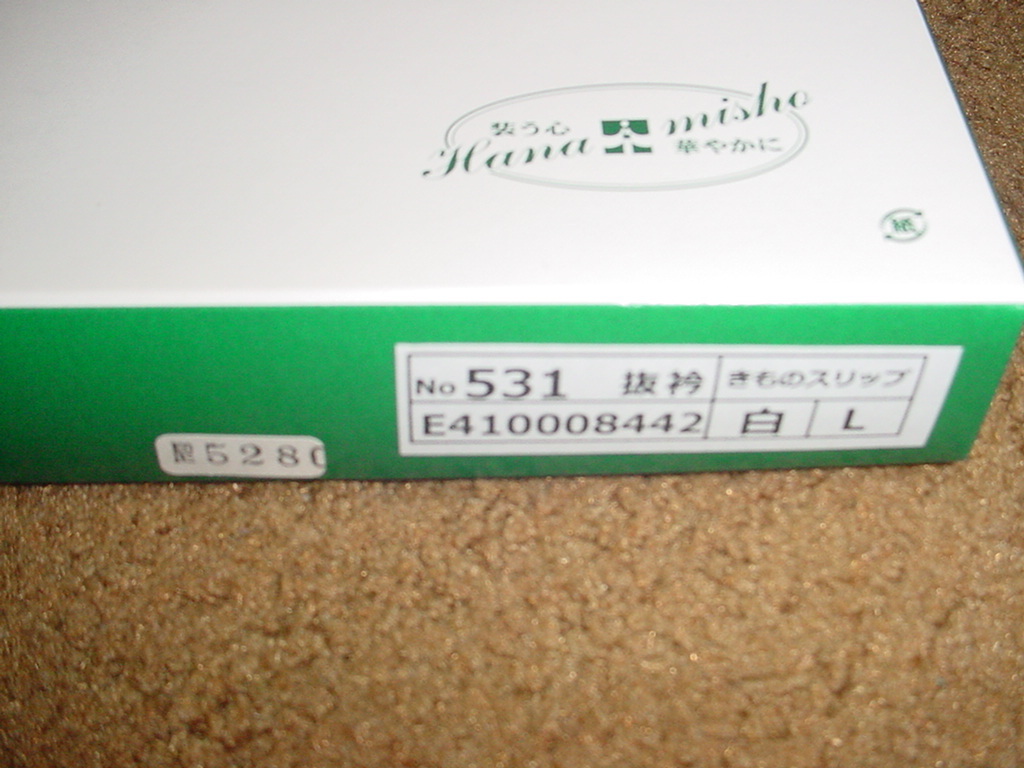 装う心
Hana misho
華やかに
紙
No 531 抜衿 きものスリップ
E410008442 白 L
5280